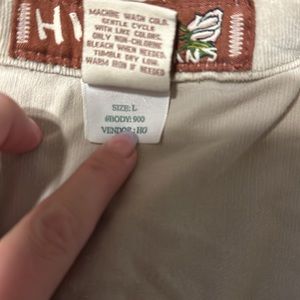 MACHINE WASH COLD.
GENTLE CYCLE
WITH LIKE COLORS.
ONLY NON-CHLORINE
BLEACH WHEN NEEDED.
TUMBLE DRY LOW.
WARM IRON IF NEEDED
SIZE: L
#BODY: 900
VENDOR: HO